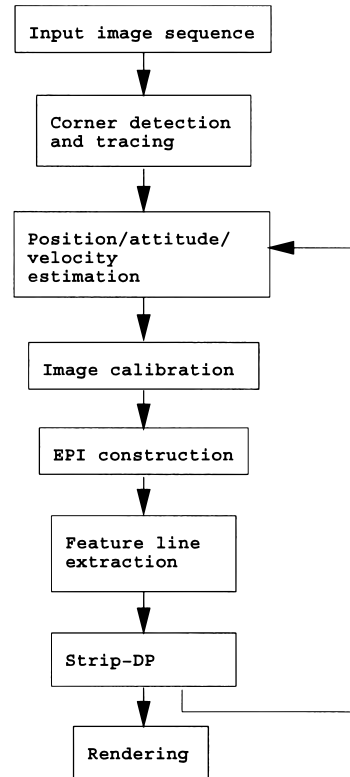 Input image sequence
Corner detection
and tracing
Position/attitude/
velocity
estimation
Image calibration
EPI construction
Feature line
extraction
Strip-DP
Rendering